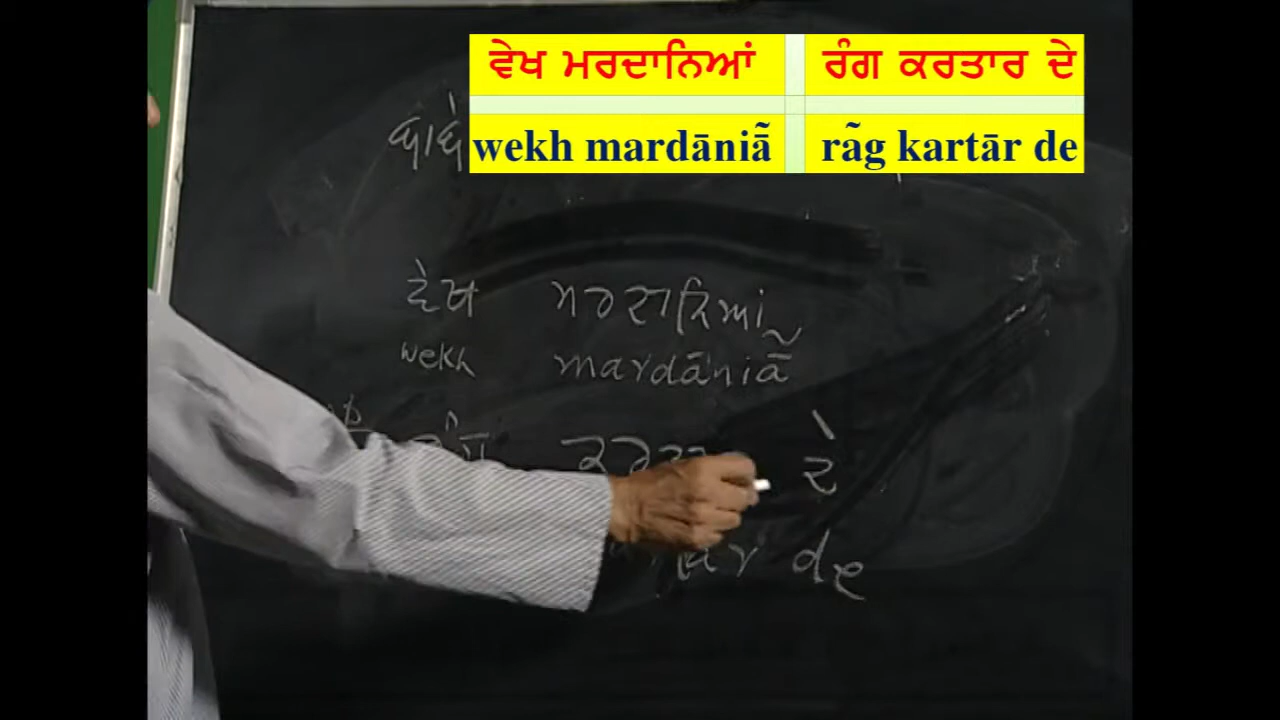 ਵੇਖ ਮਰਦਾਨਿਆਂ ਰੰਗ ਕਰਤਾਰ ਦੇ
wekh mardāniā̃ rā̃g kartār de
ਬਾਬੇ
ਵੇਖ ਮਰਦਾਨਿਆਂ
wekh mardāniā̃
ਰੰਗ ਦੇ
de